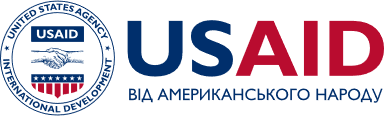 UNITED STATES AGENCY
USAID
INTERNATIONAL DEVELOPMENT
USAID
ВІД АМЕРИКАНСЬКОГО НАРОДУ